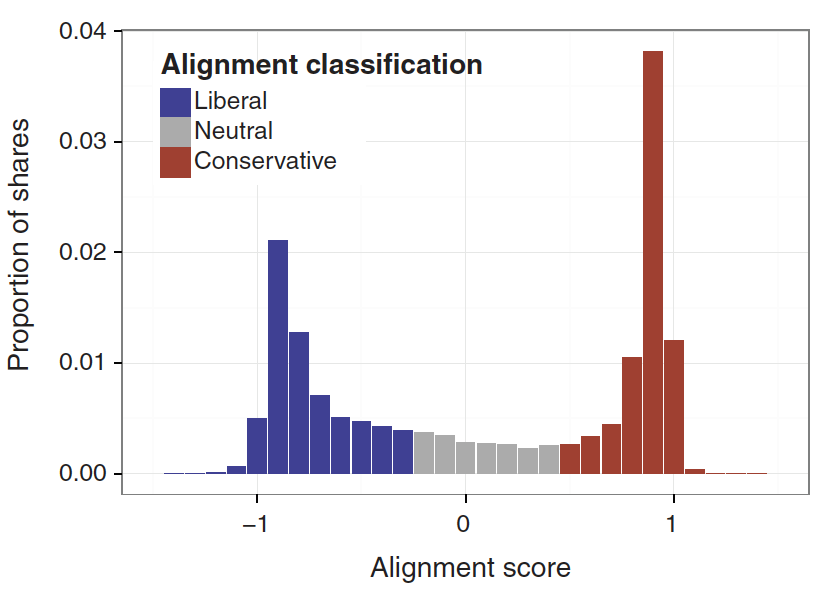 Alignment classification
Liberal
Neutral
Conservative
0.04
0.03
0.02
0.01
0.00
Proportion of shares
−1
0
1
Alignment score